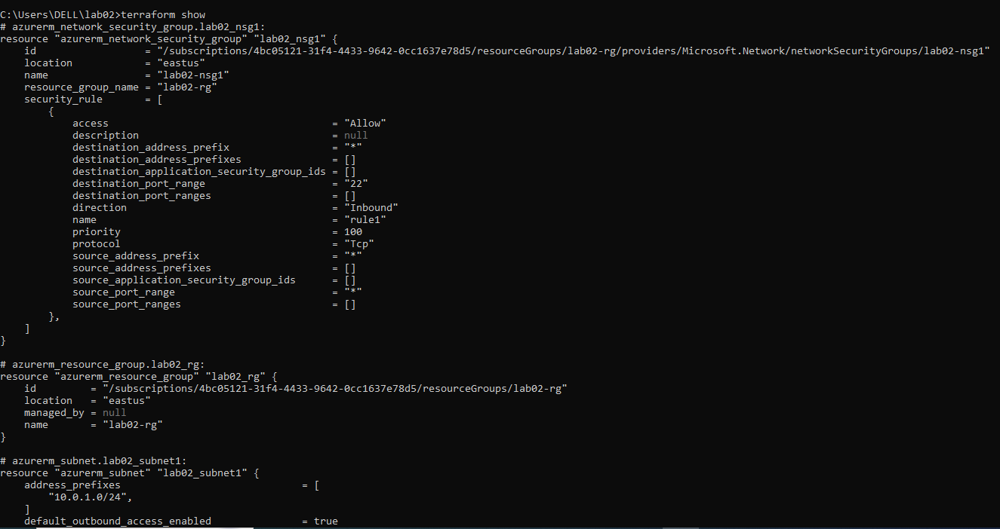 C:\Users\DELL\lab02>terraform show
# azurerm_network_security_group.lab02_nsg1:
resource "azurerm_network_security_group" "lab02_nsg1" {
    id                  = "/subscriptions/4bc05121-31f4-4433-9642-0cc1637e78d5/resourceGroups/lab02-rg/providers/Microsoft.Network/networkSecurityGroups/lab02-nsg1"
    location            = "eastus"
    name                = "lab02-nsg1"
    resource_group_name = "lab02-rg"
    security_rule       = [
        {
            access                                     = "Allow"
            description                                = null
            destination_address_prefix                 = "*"
            destination_address_prefixes               = []
            destination_application_security_group_ids = []
            destination_port_range                     = "22"
            destination_port_ranges                    = []
            direction                                  = "Inbound"
            name                                       = "rule1"
            priority                                   = 100
            protocol                                   = "Tcp"
            source_address_prefix                      = "*"
            source_address_prefixes                    = []
            source_application_security_group_ids      = []
            source_port_range                          = "*"
            source_port_ranges                         = []
        },
    ]
}

# azurerm_resource_group.lab02_rg:
resource "azurerm_resource_group" "lab02_rg" {
    id         = "/subscriptions/4bc05121-31f4-4433-9642-0cc1637e78d5/resourceGroups/lab02-rg"
    location   = "eastus"
    managed_by = null
    name       = "lab02-rg"
}

# azurerm_subnet.lab02_subnet1:
resource "azurerm_subnet" "lab02_subnet1" {
    address_prefixes                              = [
        "10.0.1.0/24",
    ]
    default_outbound_access_enabled               = true